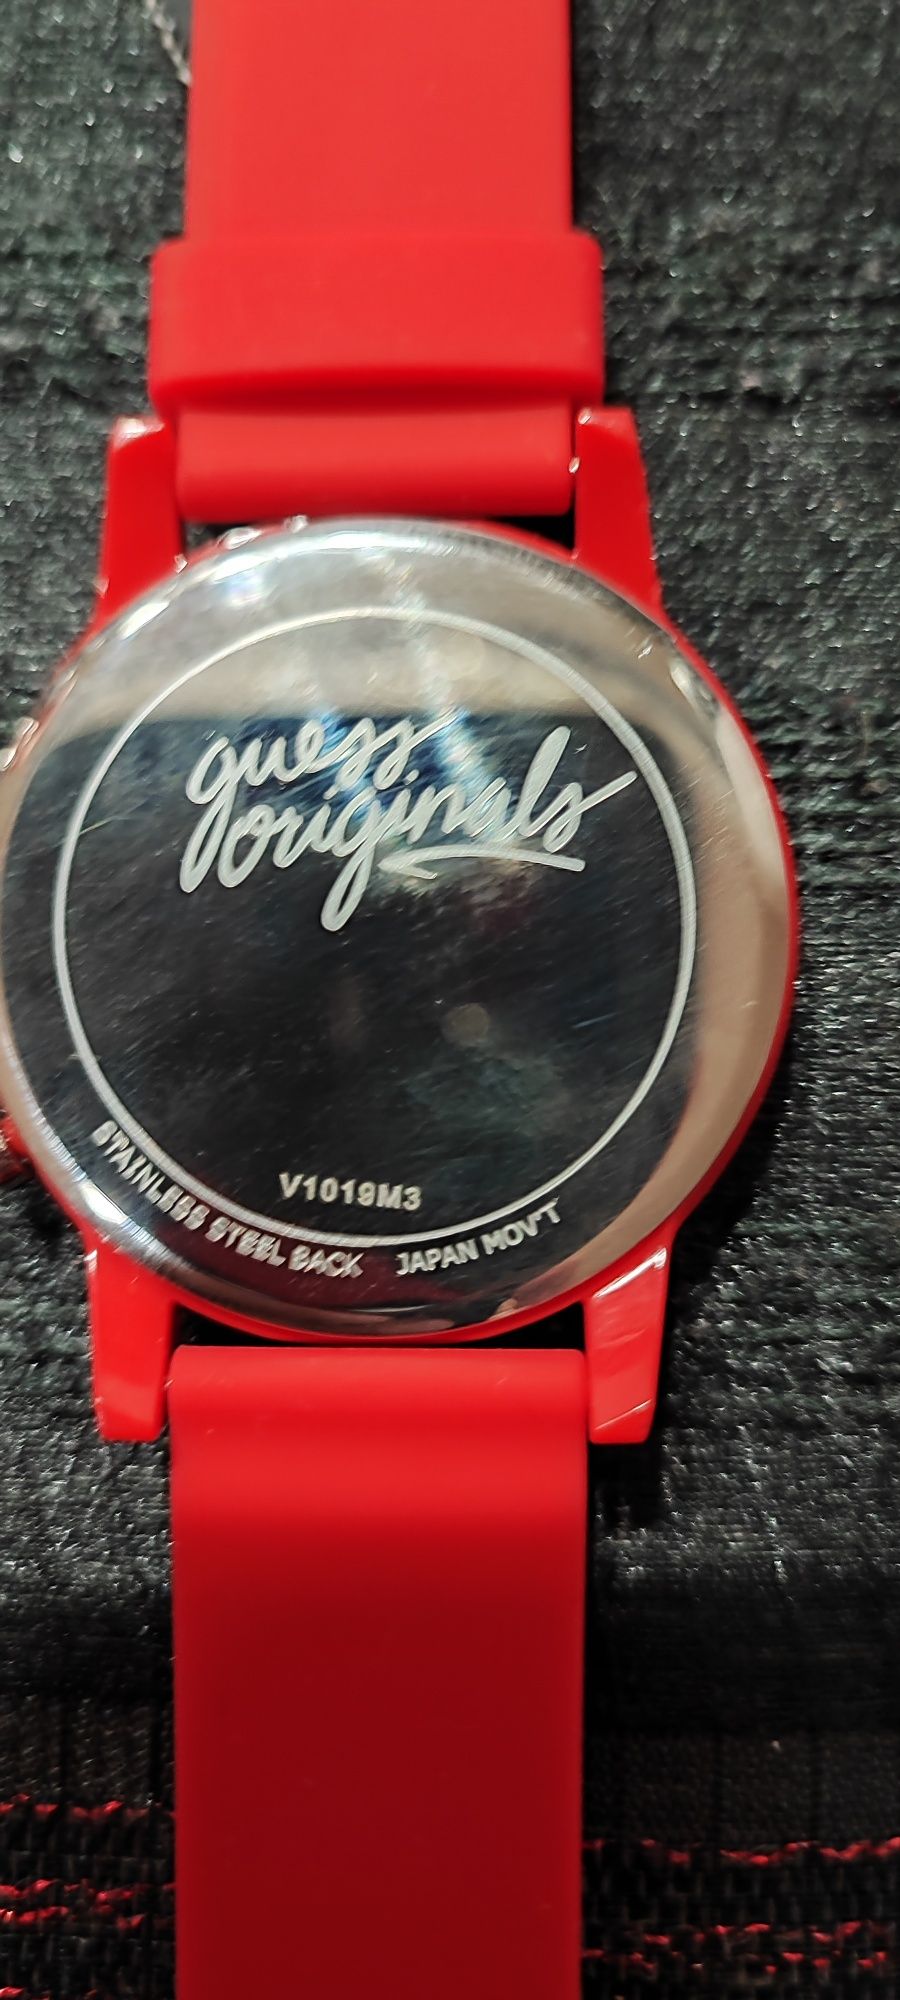 guess
originals
V1019M3
STAINLESS STEEL BACK JAPAN MOV'T